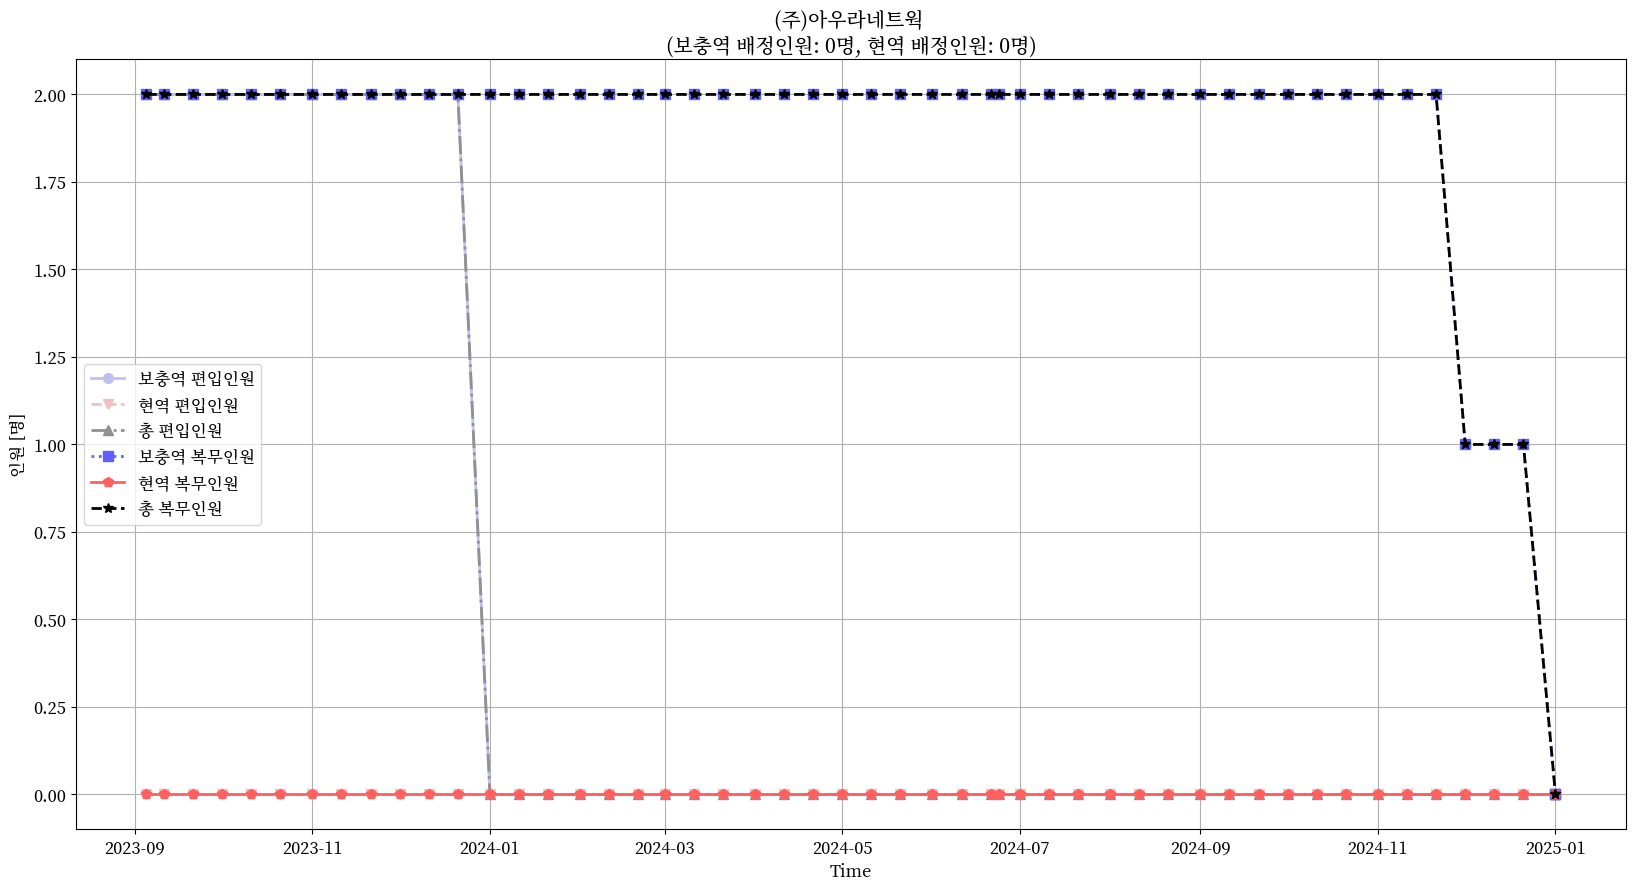 (주)아우라네트웍
(보충역 배정인원: 0명, 현역 배정인원: 0명)
2.00
1.75
1.50
1.25
1.00
0.75
0.50
0.25
0.00
인원 [명]
보충역 편입인원
현역 편입인원
총 편입인원
보충역 복무인원
현역 복무인원
총 복무인원
2023-09 2023-11 2024-01 2024-03 2024-05 2024-07 2024-09 2024-11 2025-01
Time